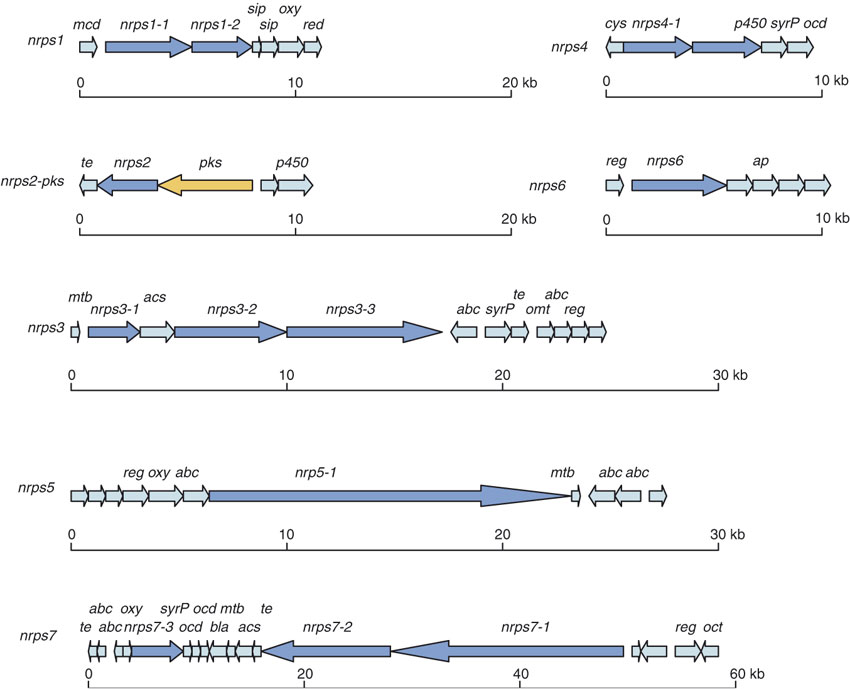 sip oxy
mcd nrps1-1 nrps1-2 sip red
nrps1
0 10 20 kb
cys nrps4-1 p450 syrP ocd
nrps4
0 10 kb
te nrps2 pks p450
nrps2-pks
0 10 20 kb
reg nrps6 ap
nrps6
0 10 kb
mtb acs te abc
nrps3-1 nrps3-2 nrps3-3 abc syrP omt reg
nrps3
0 10 20 30 kb
reg oxy abc nrp5-1 mtb abc abc
nrps5
0 10 20 30 kb
abc oxy syrP ocd mtb te
te abc nrps7-3 ocd bla acs nrps7-2 nrps7-1 reg oct
nrps7
0 20 40 60 kb